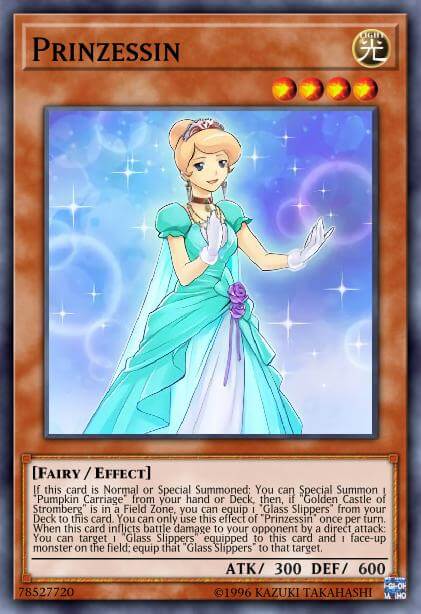 PRINZESSIN
LIGHT
光
[FAIRY / EFFECT]
If this card is Normal or Special Summoned: You can Special Summon 1
"Pumpkin Carriage" from your hand or Deck, then, if "Golden Castle of
Stromberg" is in a Field Zone, you can equip 1 "Glass Slippers" from your
Deck to this card. You can only use this effect of "Prinzessin" once per turn.
When this card inflicts battle damage to your opponent by a direct attack:
You can target 1 "Glass Slippers" equipped to this card and 1 face-up
monster on the field; equip that "Glass Slippers" to that target.
ATK/ 300 DEF/ 600
78527720
©1996 KAZUKI TAKAHASHI